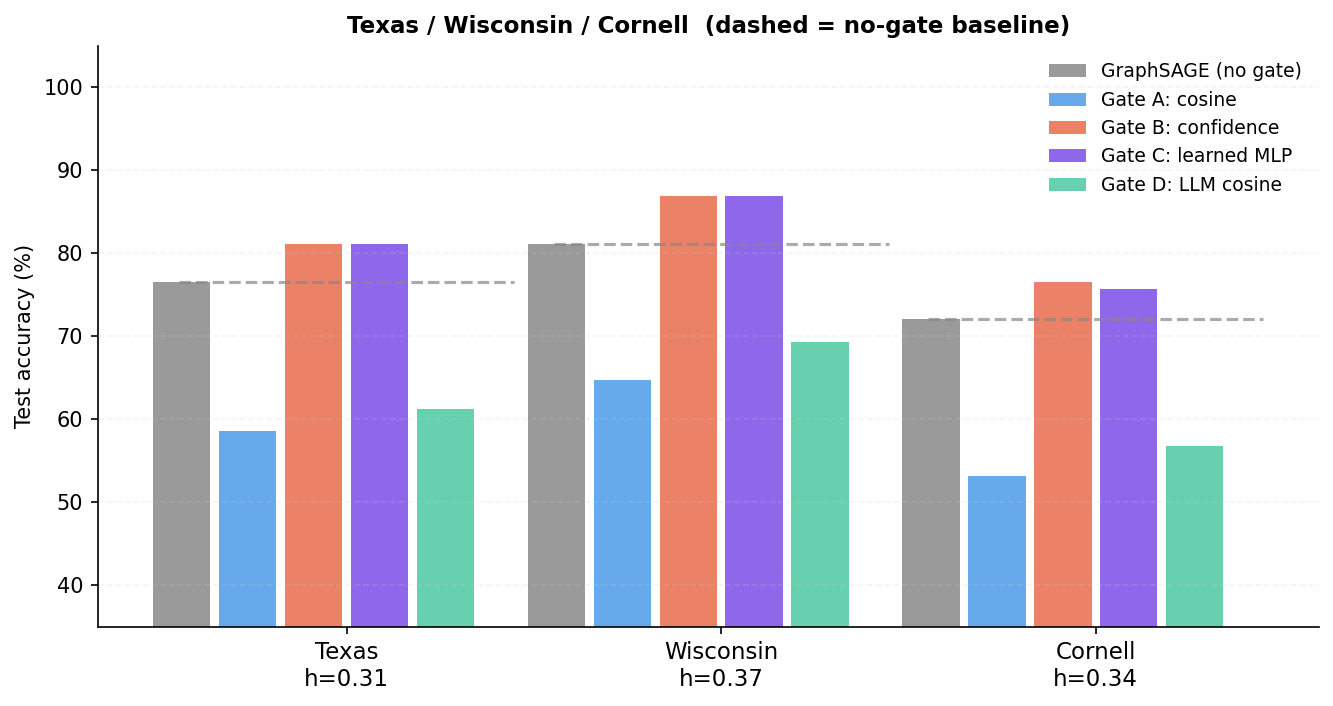 Texas / Wisconsin / Cornell  (dashed = no-gate baseline)
GraphSAGE (no gate)
Gate A: cosine
Gate B: confidence
Gate C: learned MLP
Gate D: LLM cosine
Test accuracy (%)
100
90
80
70
60
50
40
Texas
h=0.31
Wisconsin
h=0.37
Cornell
h=0.34